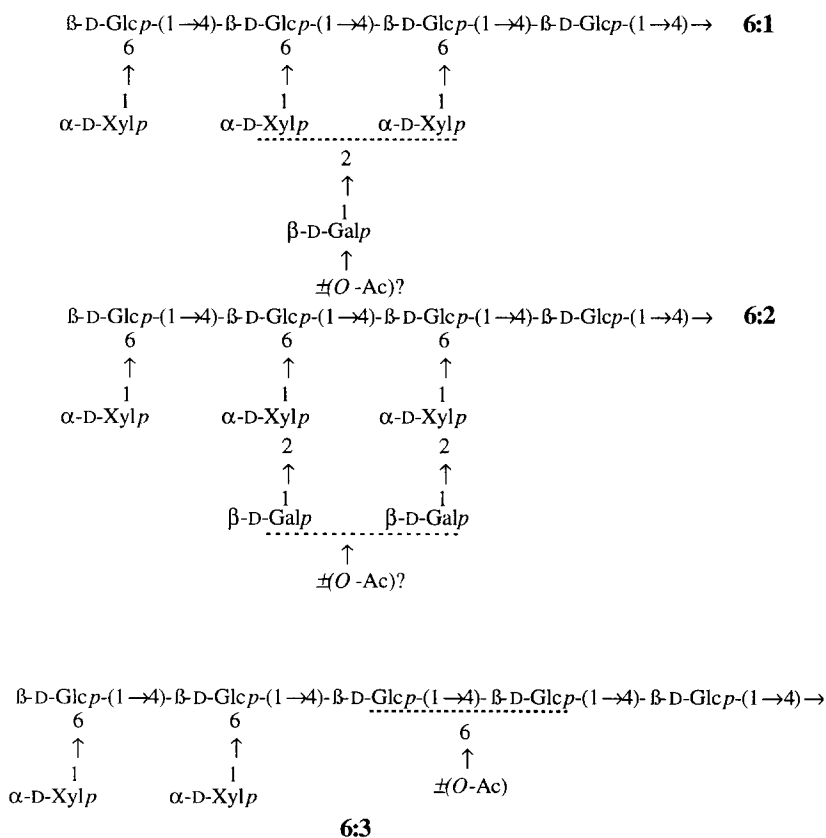 ß-D-Glcp-(1→4)-ß-D-Glcp-(1→4)-ß-D-Glcp-(1→4)-ß-D-Glcp-(1→4)→ 6:1
6 6 6
↑ ↑ ↑
1 1 1
α-D-Xylp α-D-Xylp α-D-Xylp
2
↑
1
β-D-Galp
↑
±(O-Ac)?
ß-D-Glcp-(1→4)-ß-D-Glcp-(1→4)-ß-D-Glcp-(1→4)-ß-D-Glcp-(1→4)→ 6:2
6 6 6
↑ ↑ ↑
1 1 1
α-D-Xylp α-D-Xylp α-D-Xylp
2 2
↑ ↑
1 1
β-D-Galp β-D-Galp
↑
±(O-Ac)?
ß-D-Glcp-(1→4)-ß-D-Glcp-(1→4)-ß-D-Glcp-(1→4)-ß-D-Glcp-(1→4)-ß-D-Glcp-(1→4)→
6 6 6
↑ ↑ ↑
1 1 ±(O-Ac)
α-D-Xylp α-D-Xylp
6:3